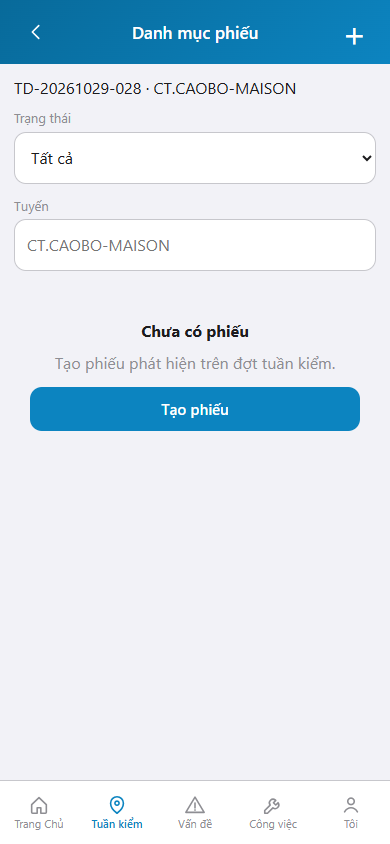 Danh mục phiếu
TD-20261029-028 · CT.CAOBO-MAISON
Trạng thái
Tất cả
Tuyến
CT.CAOBO-MAISON
Chưa có phiếu
Tạo phiếu phát hiện trên đợt tuần kiểm.
Tạo phiếu
Trang Chủ
Tuần kiểm
Vấn đề
Công việc
Tôi